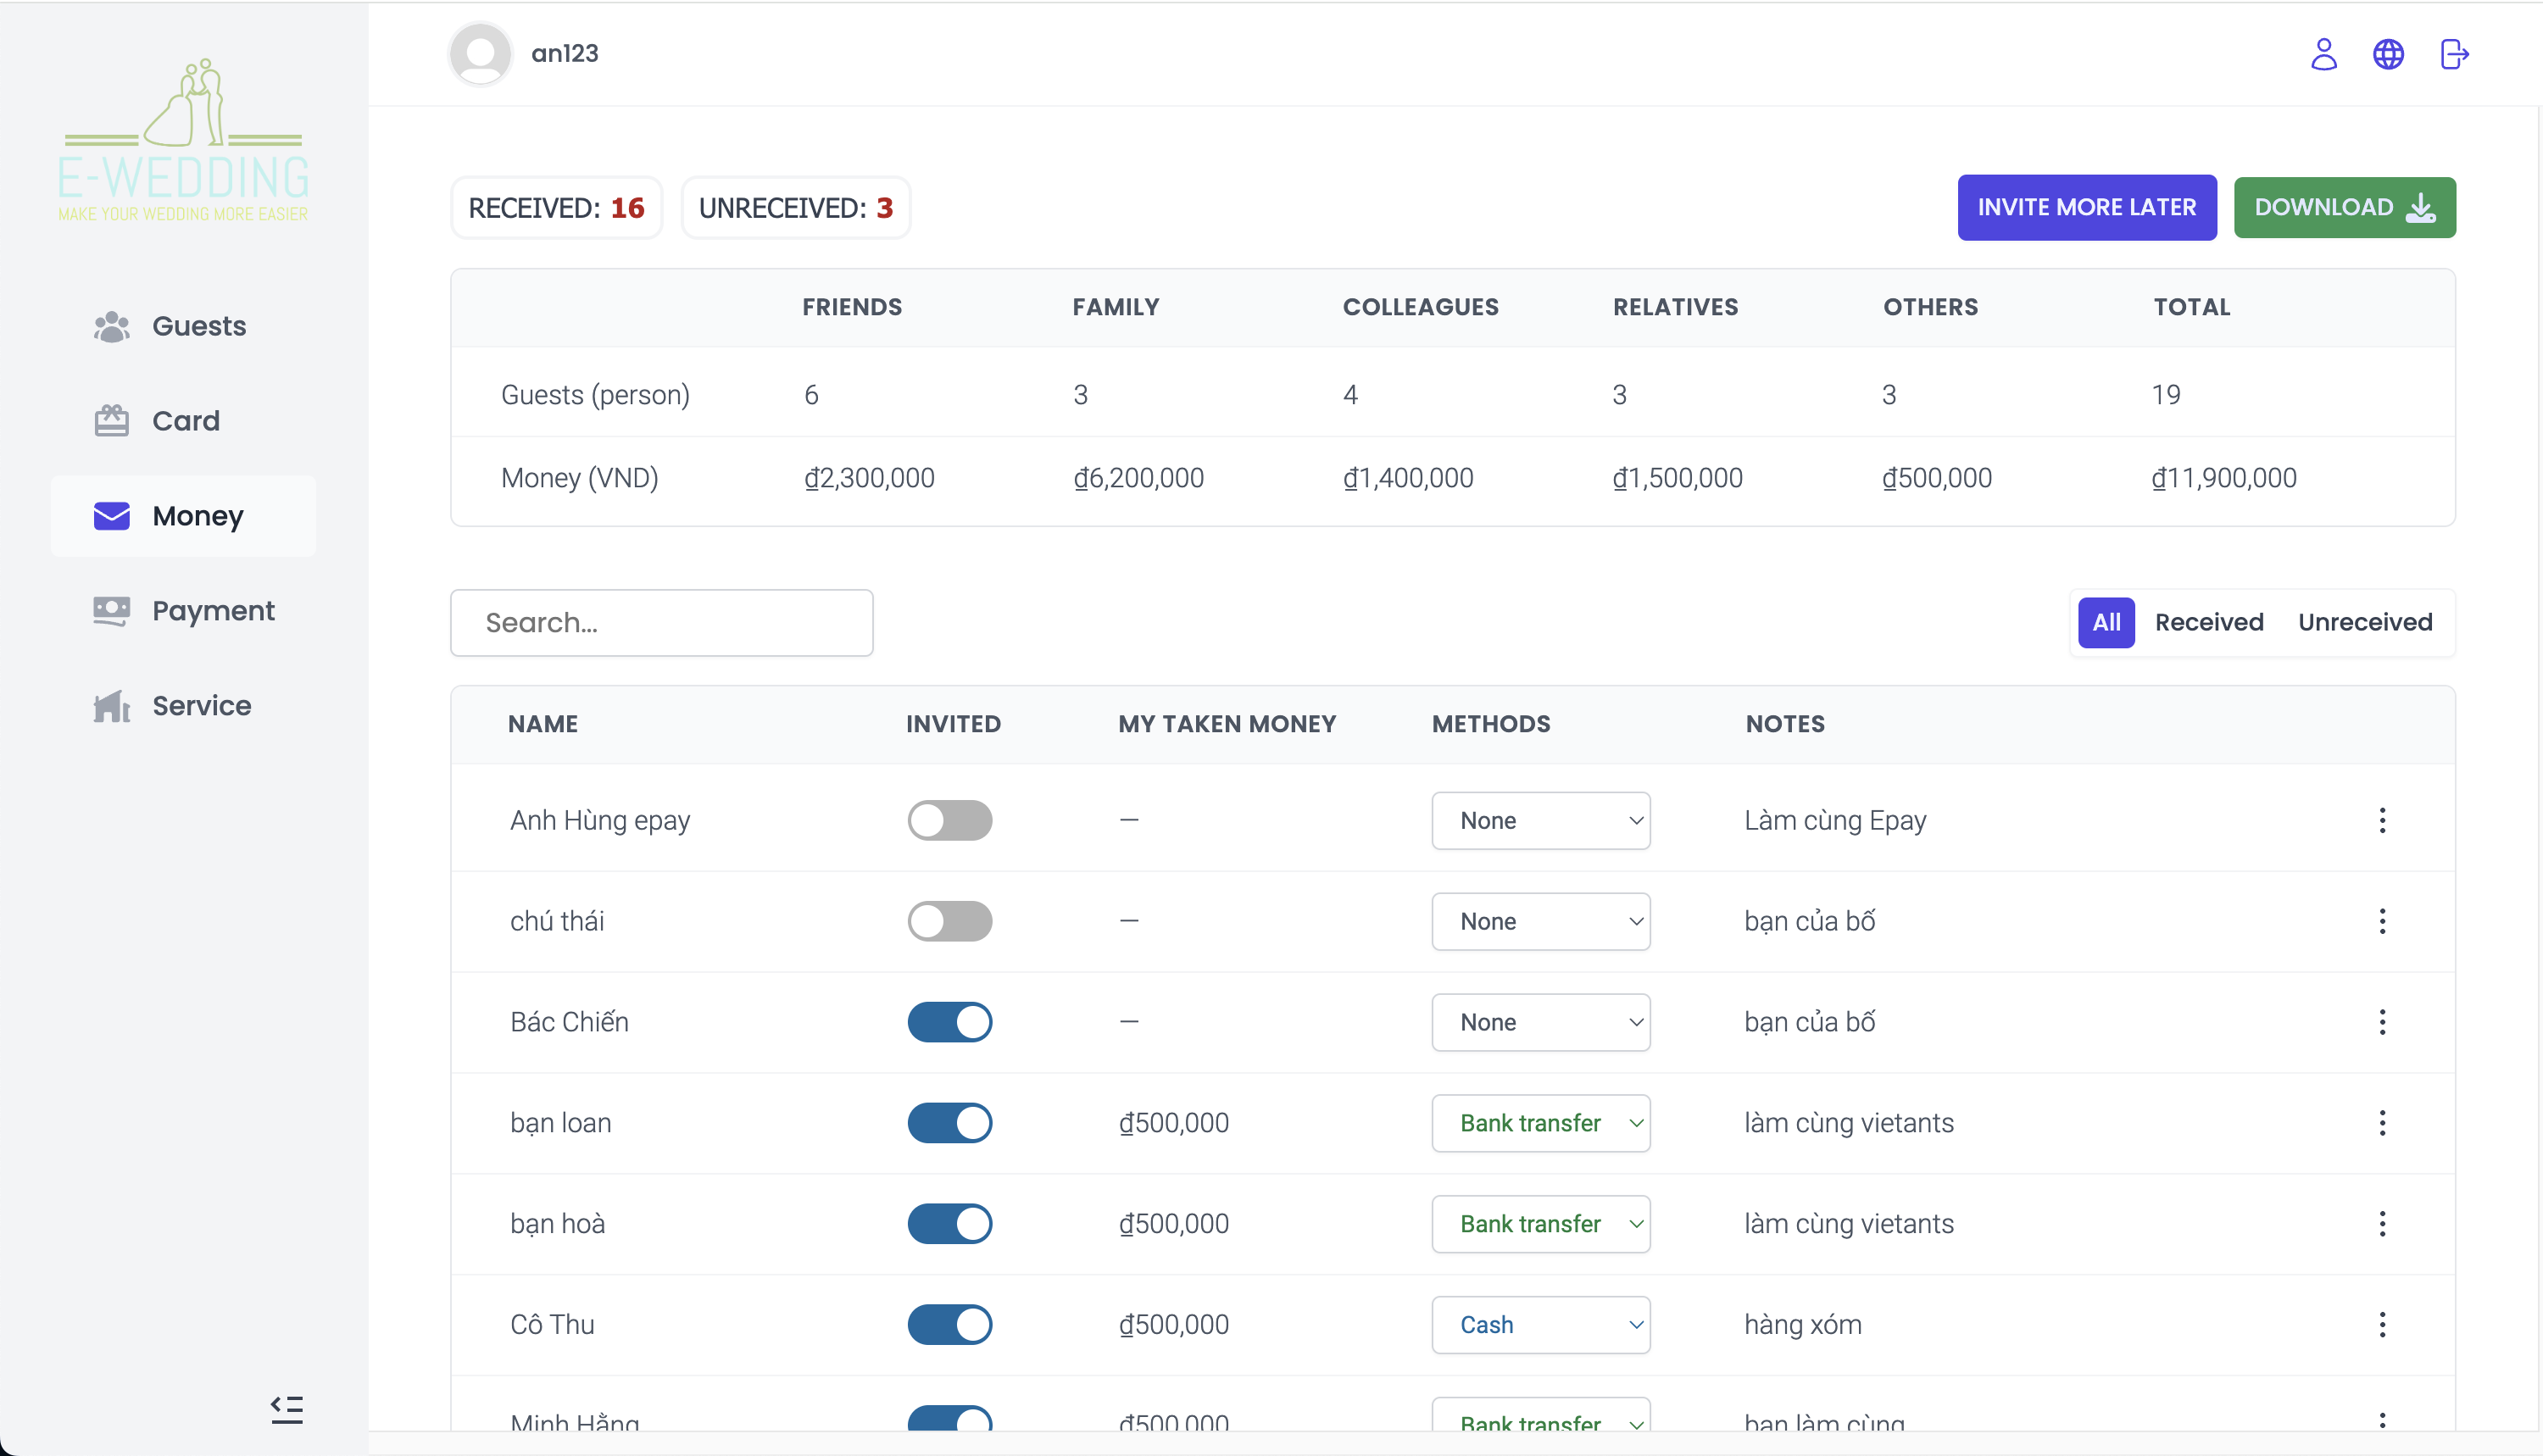 an123
E-WEDDING
MAKE YOUR WEDDING MORE EASIER
Guests
Card
Money
Payment
Service
RECEIVED: 16 UNRECEIVED: 3 INVITE MORE LATER DOWNLOAD
FRIENDS FAMILY COLLEAGUES RELATIVES OTHERS TOTAL
Guests (person) 6 3 4 3 3 19
Money (VND) ₫2,300,000 ₫6,200,000 ₫1,400,000 ₫1,500,000 ₫500,000 ₫11,900,000
Search... All Received Unreceived
NAME INVITED MY TAKEN MONEY METHODS NOTES
Anh Hùng epay — None Làm cùng Epay
chú thái — None bạn của bố
Bác Chiến — None bạn của bố
bạn loan ₫500,000 Bank transfer làm cùng vietants
bạn hoà ₫500,000 Bank transfer làm cùng vietants
Cô Thu ₫500,000 Cash hàng xóm
Minh Hằng ₫500,000 Bank transfer bạn làm cùng